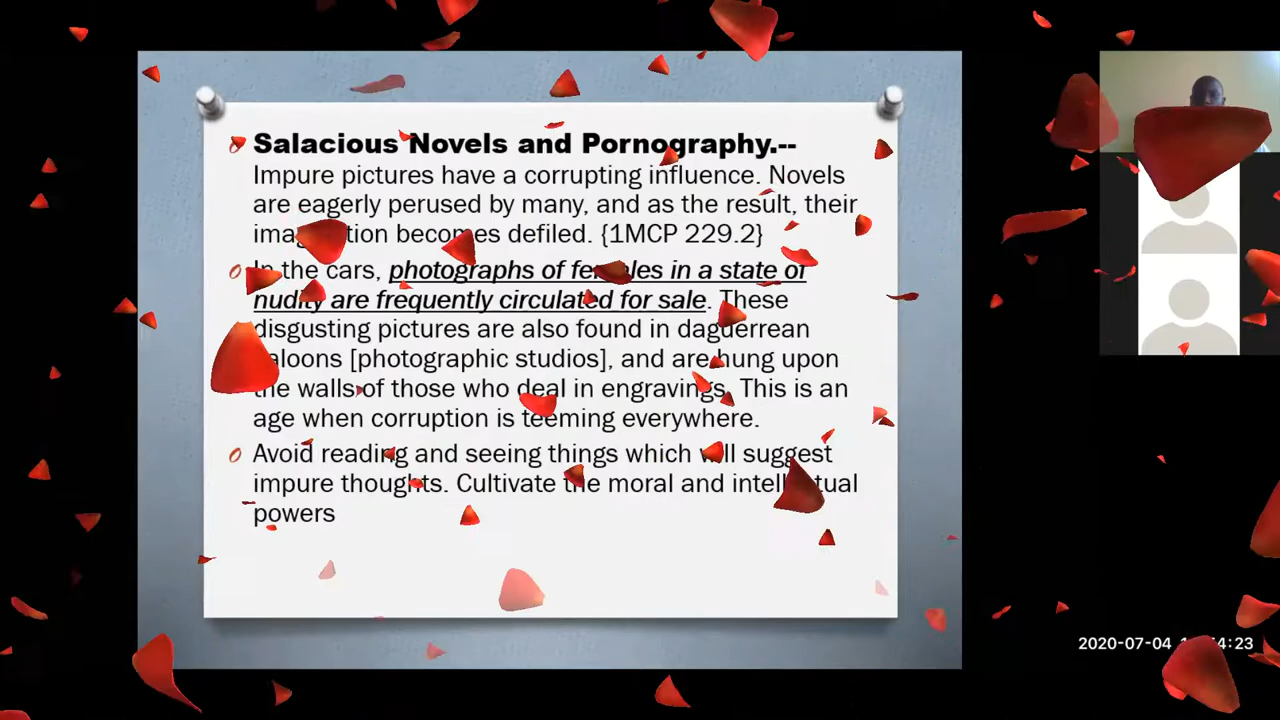 Salacious Novels and Pornography.--
Impure pictures have a corrupting influence. Novels
are eagerly perused by many, and as the result, their
imagination becomes defiled. {1MCP 229.2}
In the cars, photographs of females in a state of
nudity are frequently circulated for sale. These
disgusting pictures are also found in daguerrean
saloons [photographic studios], and are hung upon
the walls of those who deal in engravings. This is an
age when corruption is teeming everywhere.
Avoid reading and seeing things which will suggest
impure thoughts. Cultivate the moral and intellectual
powers
2020-07-04